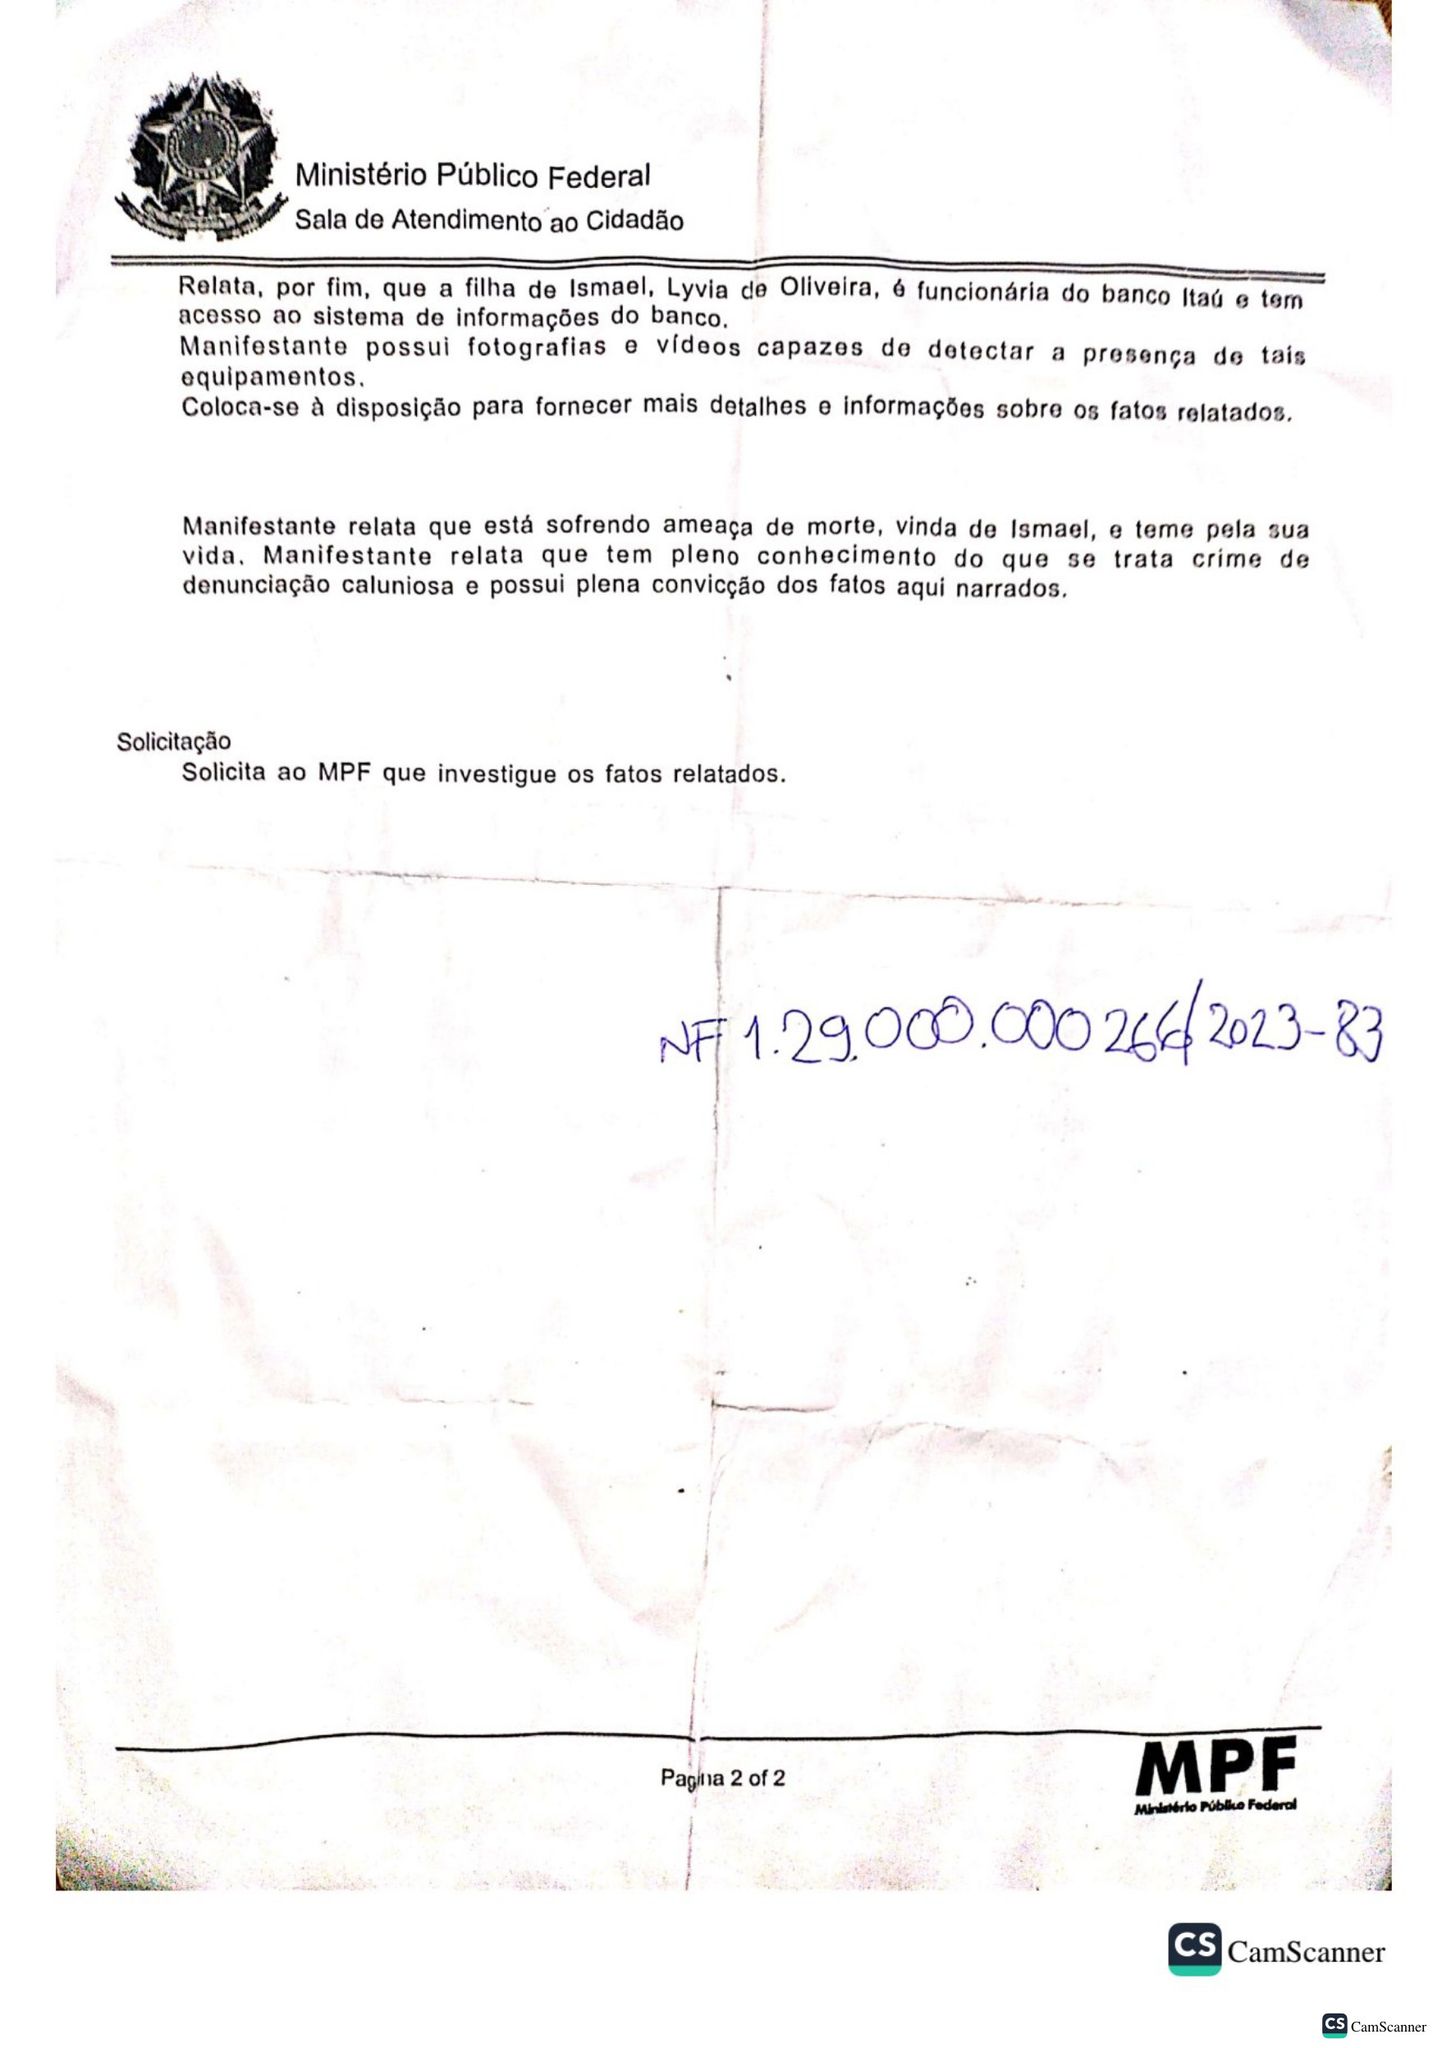 Ministério Público Federal
Sala de Atendimento ao Cidadão
Relata, por fim, que a filha de Ismael, Lyvia de Oliveira, é funcionária do banco Itaú e tem
acesso ao sistema de informações do banco.
Manifestante possui fotografias e vídeos capazes de detectar a presença de tais
equipamentos.
Coloca-se à disposição para fornecer mais detalhes e informações sobre os fatos relatados.
Manifestante relata que está sofrendo ameaça de morte, vinda de Ismael, e teme pela sua
vida. Manifestante relata que tem pleno conhecimento do que se trata crime de
denunciação caluniosa e possui plena convicção dos fatos aqui narrados.
Solicitação
Solicita ao MPF que investigue os fatos relatados.
NF 1.29.000.000266/2023-83
Pagina 2 of 2
MPF
Ministério Público Federal
CS CamScanner
CS CamScanner